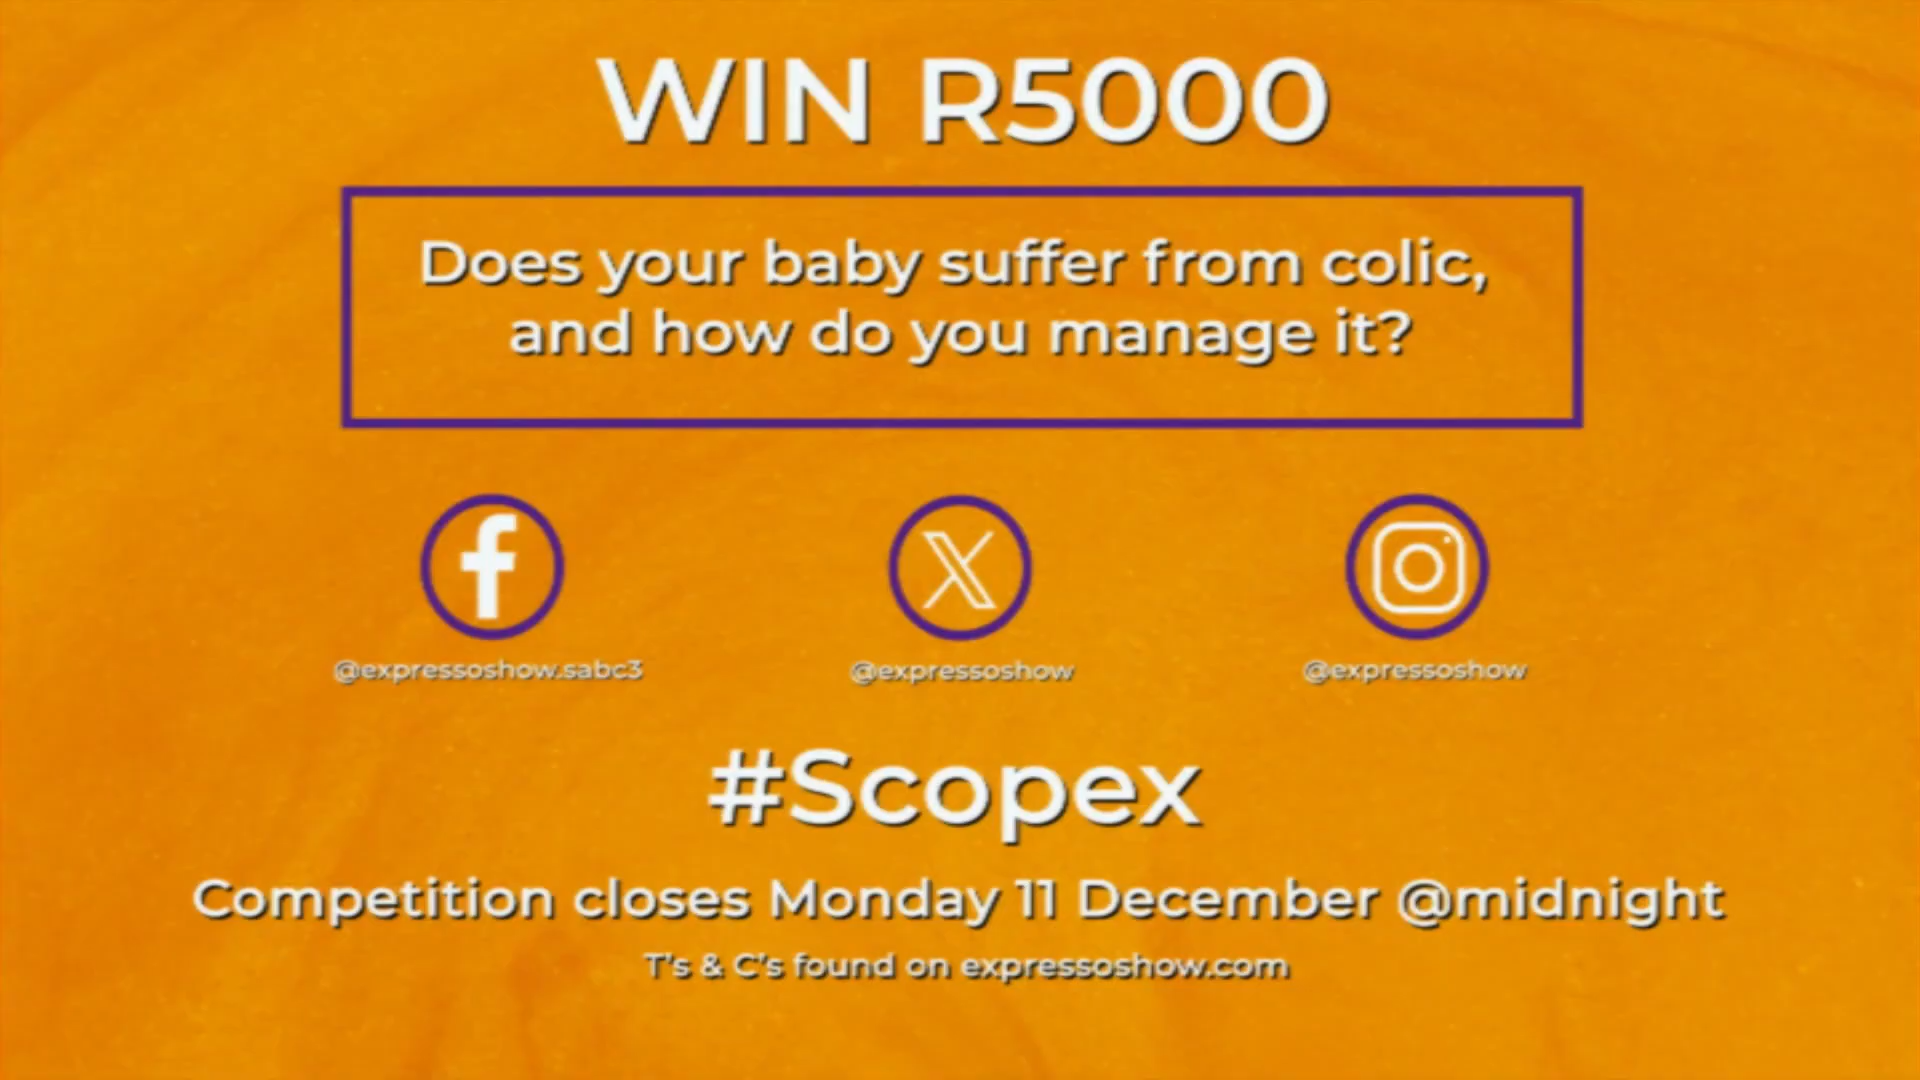 WIN R5000
Does your baby suffer from colic,
and how do you manage it?
@expressoshow.sabc3
@expressoshow
@expressoshow
#Scopex
Competition closes Monday 11 December @midnight
T's & C's found on expressoshow.com